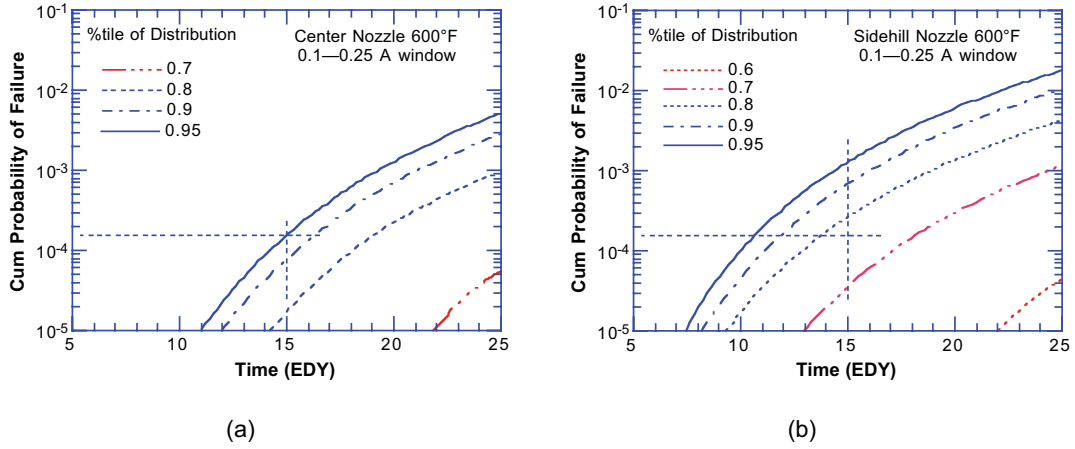 %tile of Distribution
Center Nozzle 600°F
0.1—0.25 A window
0.7
0.8
0.9
0.95
10-1
10-2
10-3
10-4
10-5
Cum Probability of Failure
5
10
15
20
25
Time (EDY)
(a)
%tile of Distribution
Sidehill Nozzle 600°F
0.1—0.25 A window
0.6
0.7
0.8
0.9
0.95
10-1
10-2
10-3
10-4
10-5
Cum Probability of Failure
5
10
15
20
25
Time (EDY)
(b)